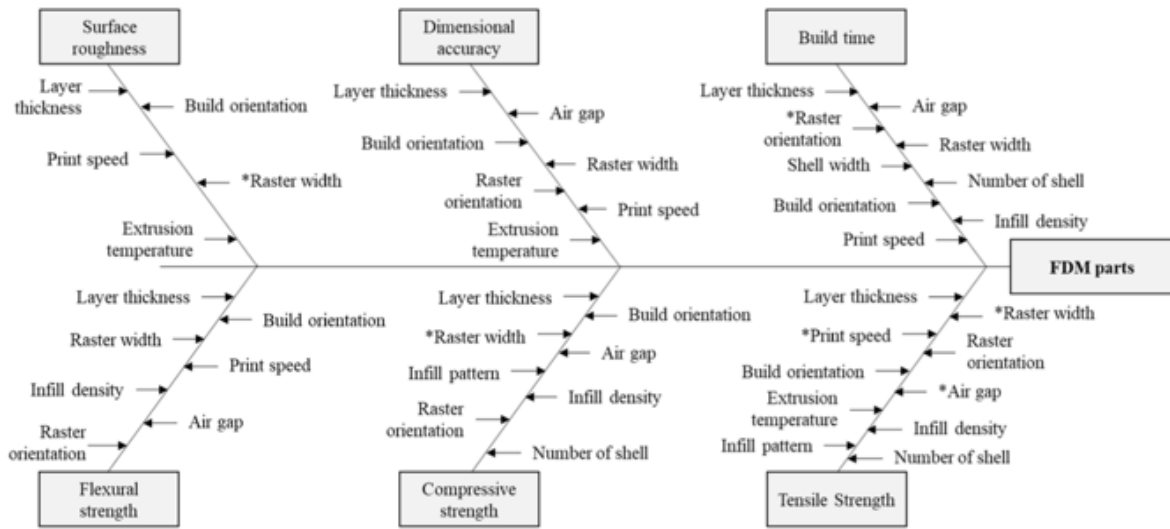 Surface
roughness
Layer
thickness
Build orientation
Print speed
*Raster width
Extrusion
temperature
Dimensional
accuracy
Layer thickness
Air gap
Build orientation
Raster width
Raster
orientation
Print speed
Extrusion
temperature
Build time
Layer thickness
Air gap
*Raster
orientation
Raster width
Shell width
Number of shell
Build orientation
Infill density
Print speed
FDM parts
Layer thickness
Build orientation
Raster width
Print speed
Infill density
Air gap
Raster
orientation
Flexural
strength
Layer thickness
Build orientation
*Raster width
Air gap
Infill pattern
Infill density
Raster
orientation
Number of shell
Compressive
strength
Layer thickness
*Raster width
*Print speed
Raster
orientation
Build orientation
*Air gap
Extrusion
temperature
Infill density
Infill pattern
Number of shell
Tensile Strength